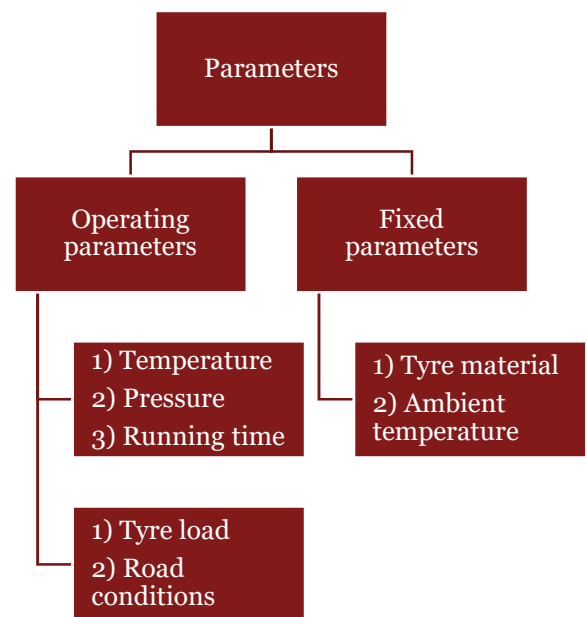 Parameters
Operating
parameters
Fixed
parameters
1) Temperature
2) Pressure
3) Running time
1) Tyre material
2) Ambient
temperature
1) Tyre load
2) Road
conditions